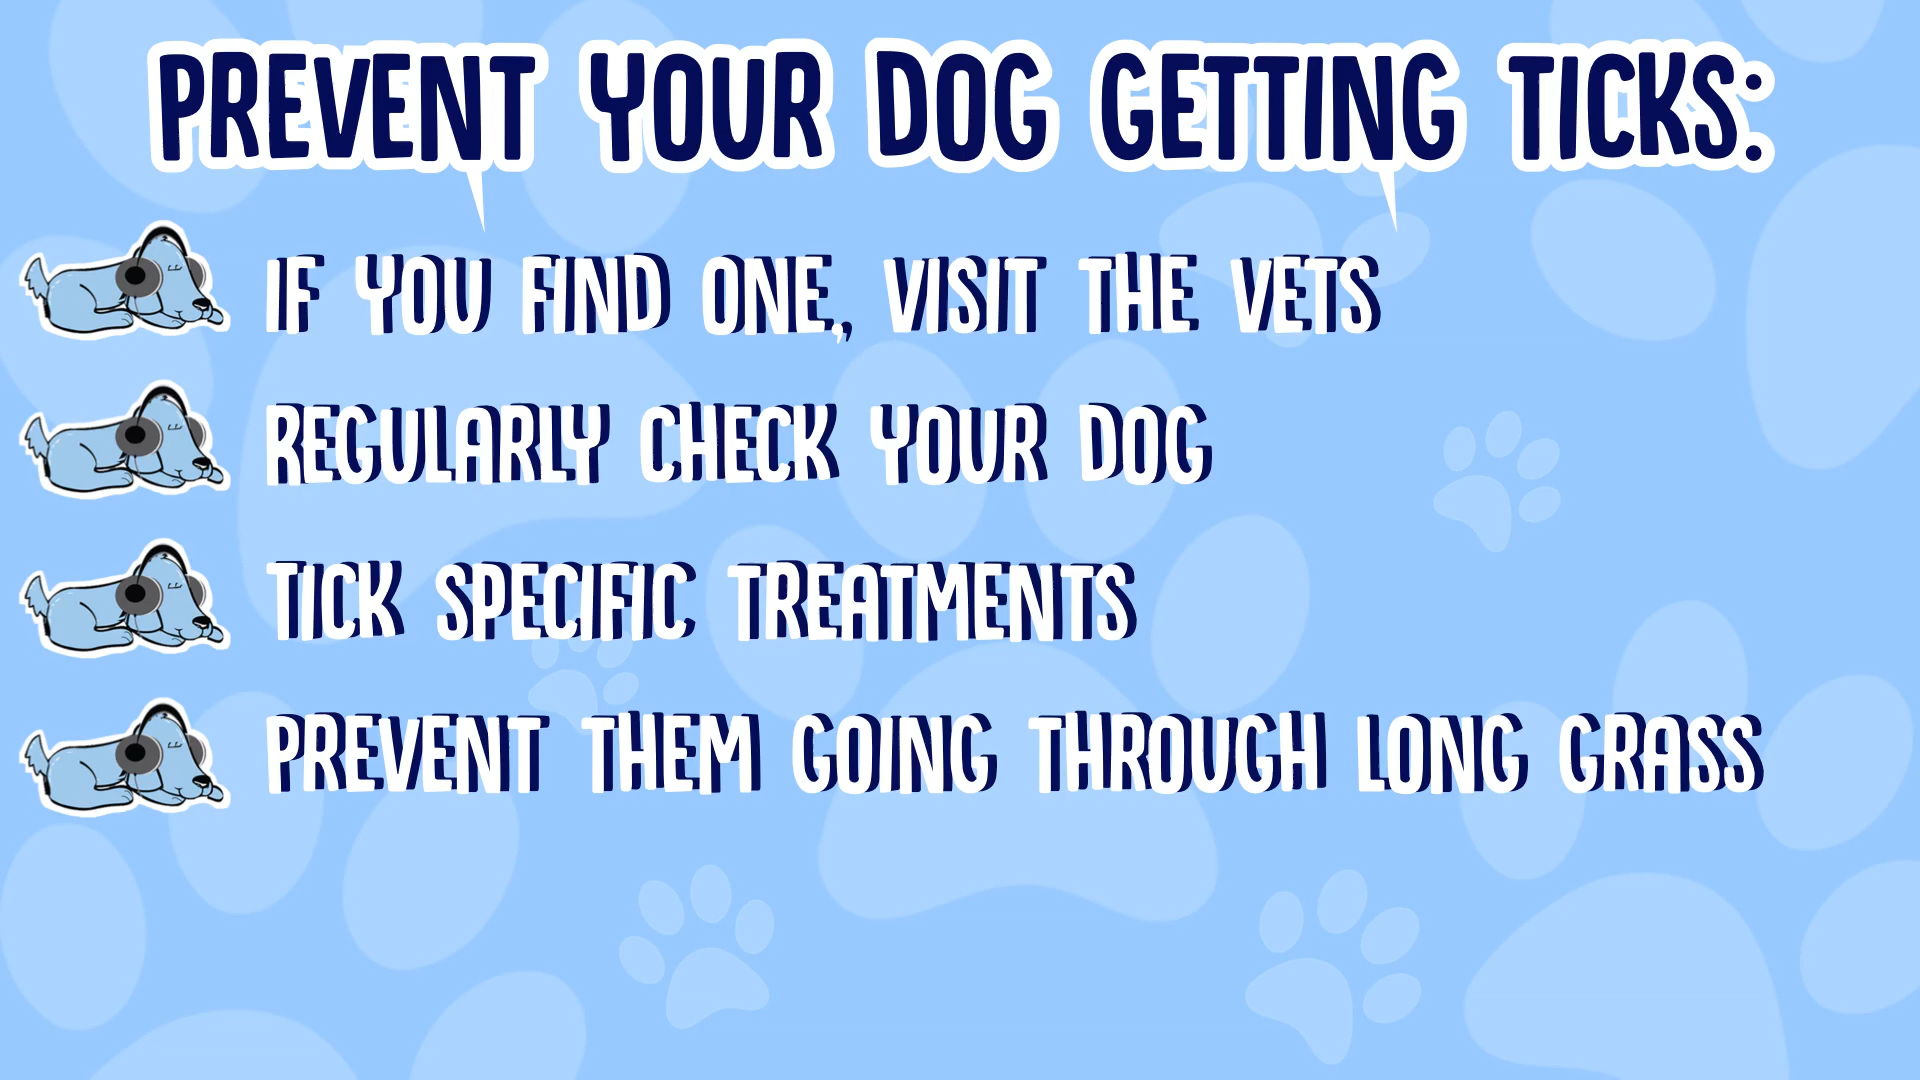 PREVENT YOUR DOG GETTING TICKS:
IF YOU FIND ONE, VISIT THE VETS
REGULARLY CHECK YOUR DOG
TICK SPECIFIC TREATMENTS
PREVENT THEM GOING THROUGH LONG GRASS